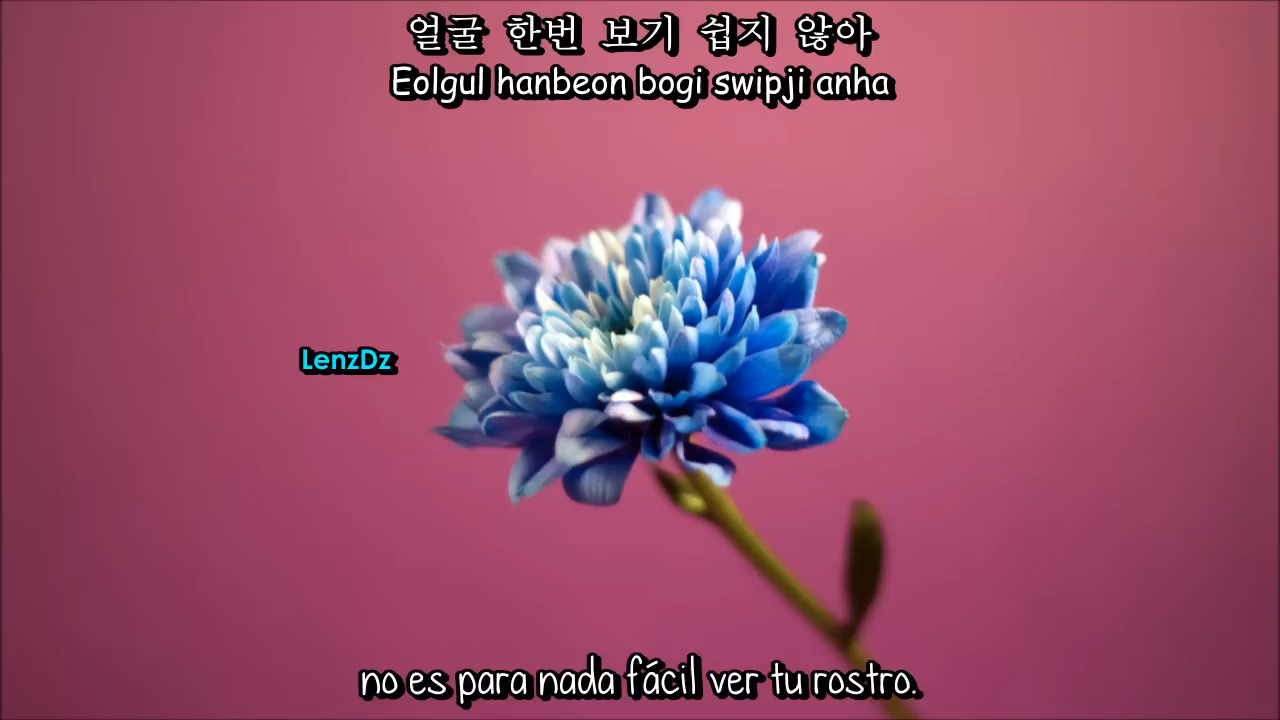 얼굴 한번 보기 쉽지 않아
Eolgul hanbeon bogi swipji anha
LenzDz
no es para nada fácil ver tu rostro.